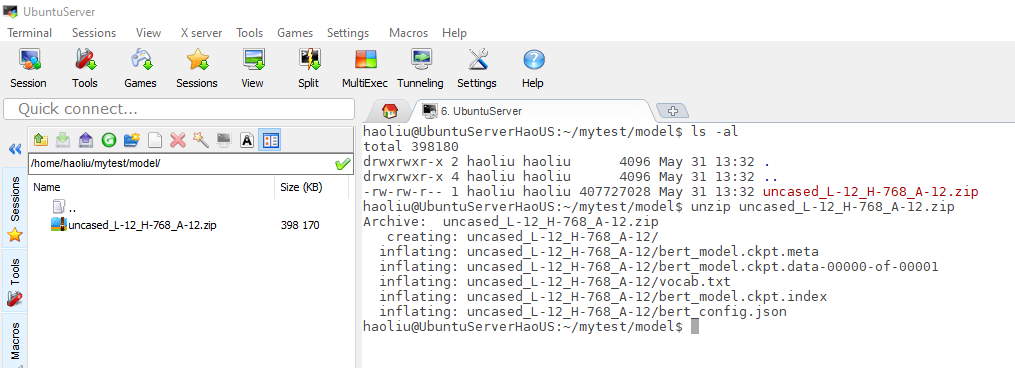 UbuntuServer
Terminal Sessions View X server Tools Games Settings Macros Help
Session Tools Games Sessions View Split MultiExec Tunneling Settings Help
Quick connect...
6. UbuntuServer
/home/haoliu/mytest/model/
Name Size (KB)
..
uncased_L-12_H-768_A-12.zip 398 170
Sessions
Tools
Macros
haoliu@UbuntuServerHaoUS:~/mytest/model$ ls -al
total 398180
drwxrwxr-x 2 haoliu haoliu 4096 May 31 13:32 .
drwxrwxr-x 4 haoliu haoliu 4096 May 31 13:32 ..
-rw-rw-r-- 1 haoliu haoliu 407727028 May 31 13:32 uncased_L-12_H-768_A-12.zip
haoliu@UbuntuServerHaoUS:~/mytest/model$ unzip uncased_L-12_H-768_A-12.zip
Archive: uncased_L-12_H-768_A-12.zip
creating: uncased_L-12_H-768_A-12/
inflating: uncased_L-12_H-768_A-12/bert_model.ckpt.meta
inflating: uncased_L-12_H-768_A-12/bert_model.ckpt.data-00000-of-00001
inflating: uncased_L-12_H-768_A-12/vocab.txt
inflating: uncased_L-12_H-768_A-12/bert_model.ckpt.index
inflating: uncased_L-12_H-768_A-12/bert_config.json
haoliu@UbuntuServerHaoUS:~/mytest/model$